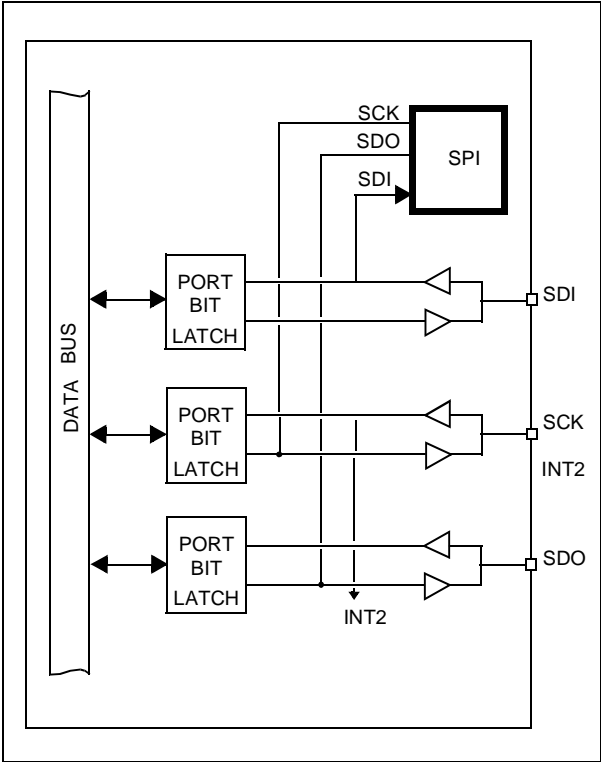 SCK
SDO
SPI
SDI
PORT
BIT
LATCH
SDI
DATA BUS
PORT
BIT
LATCH
SCK
INT2
PORT
BIT
LATCH
SDO
INT2